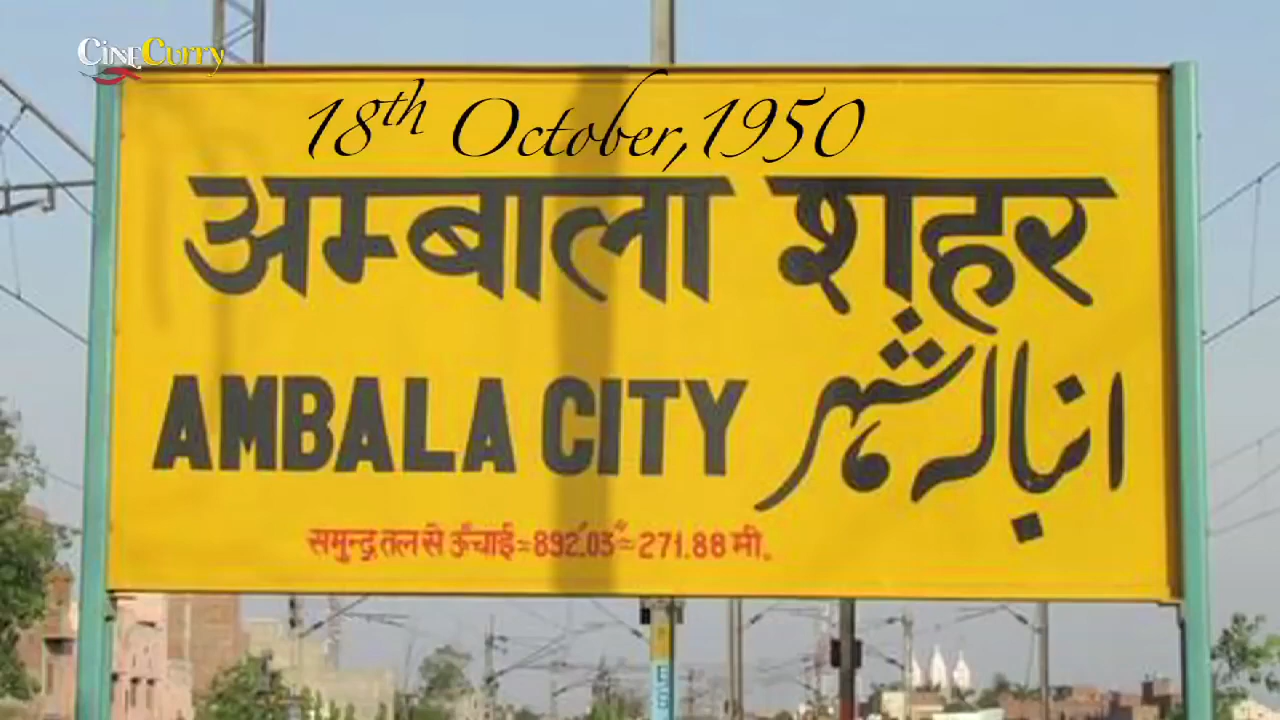 CINECURRY
18th October, 1950
अम्बाला शहर
AMBALA CITY
انبالہ شہر
समुन्द्र तल से ऊँचाई=892'.03"=271.88 मी.